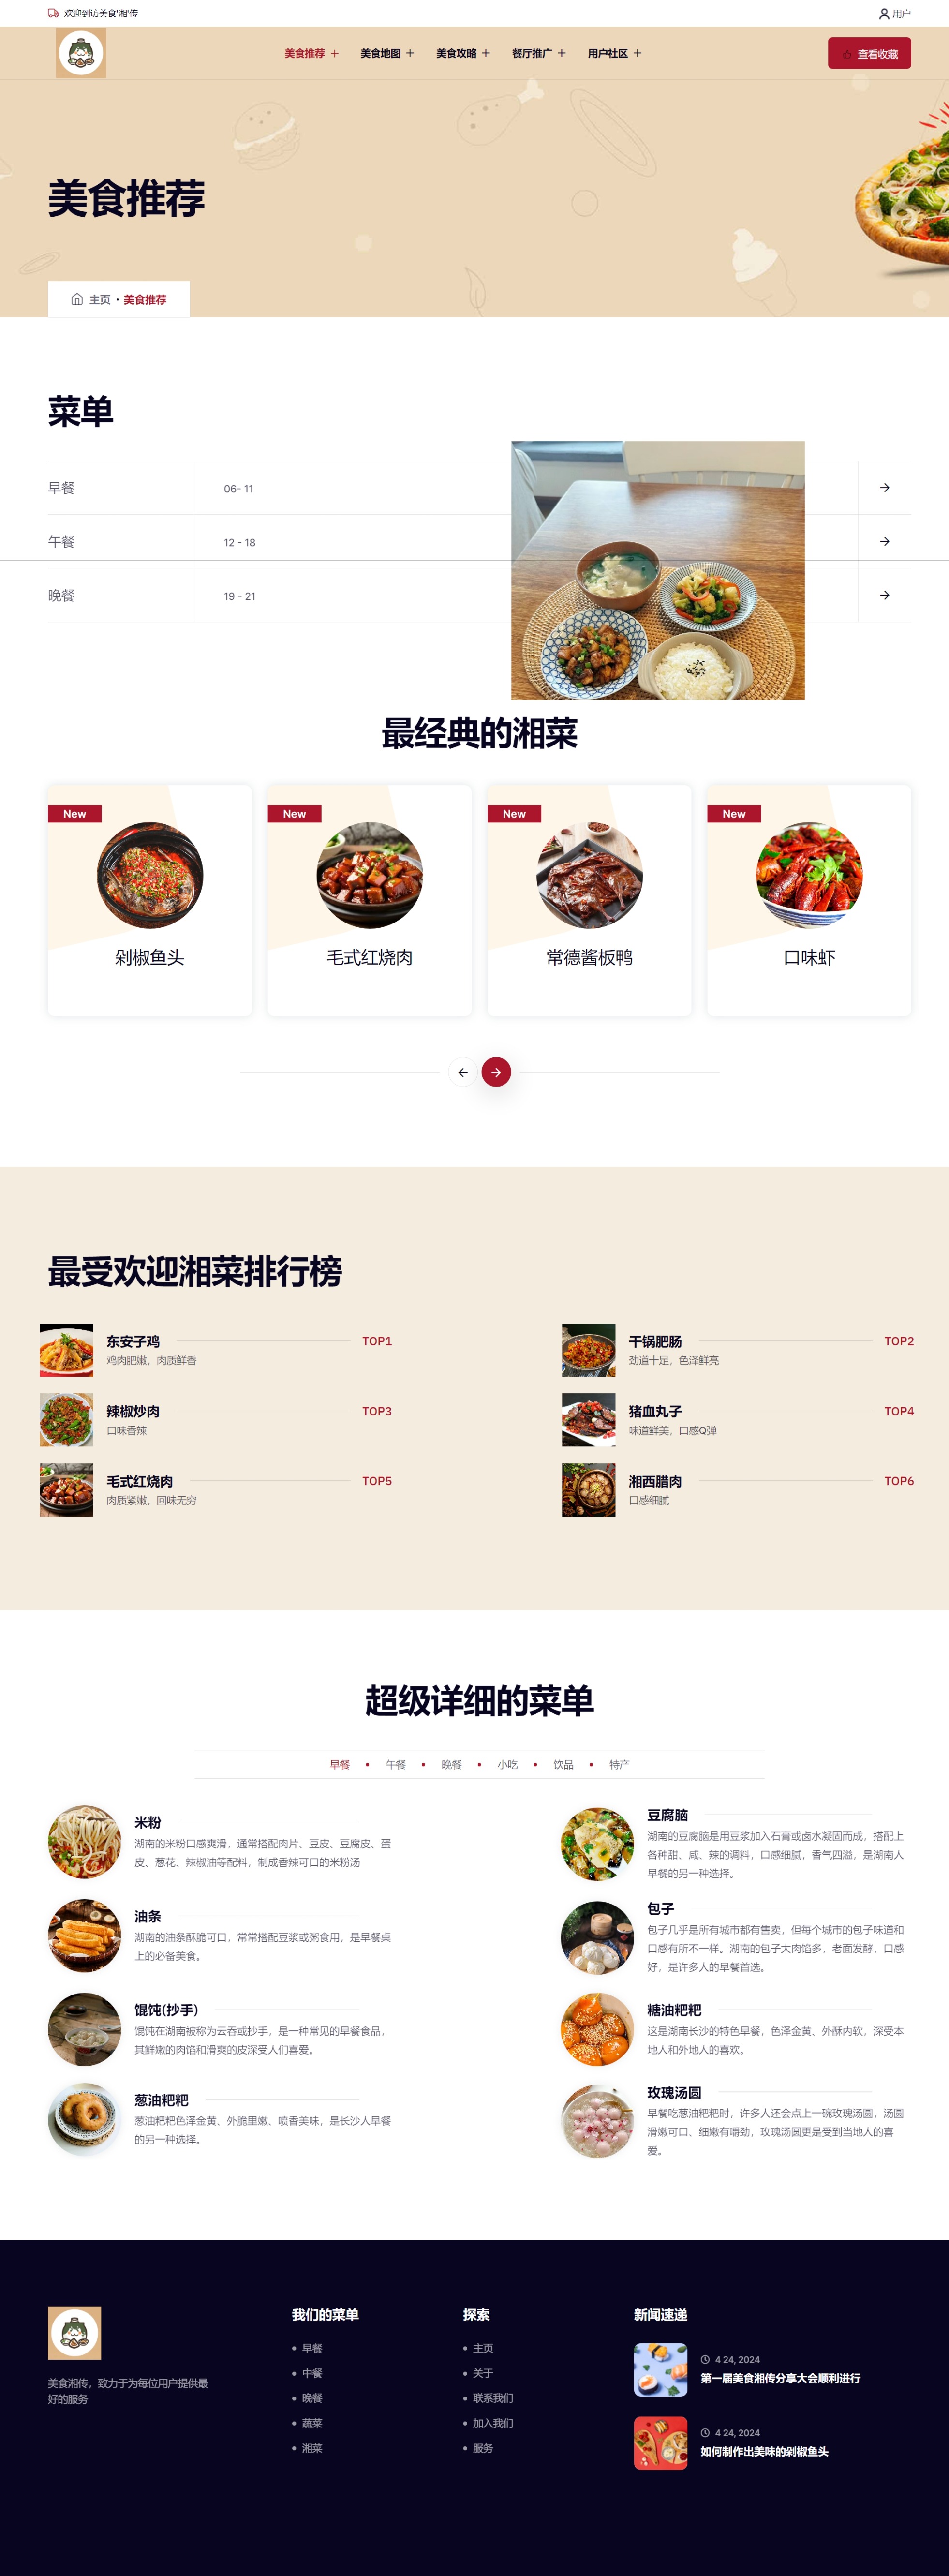 欢迎到访美食'湘'传
用户
美食推荐
美食地图
美食攻略
餐厅推广
用户社区
查看收藏
美食推荐
主页 · 美食推荐
菜单
早餐 06- 11
午餐 12 - 18
晚餐 19 - 21
最经典的湘菜
New
New
New
New
剁椒鱼头
毛式红烧肉
常德酱板鸭
口味虾
最受欢迎湘菜排行榜
东安子鸡 TOP1
鸡肉肥嫩，肉质鲜香
干锅肥肠 TOP2
劲道十足，色泽鲜亮
辣椒炒肉 TOP3
口味香辣
猪血丸子 TOP4
味道鲜美，口感Q弹
毛式红烧肉 TOP5
肉质紧嫩，回味无穷
湘西腊肉 TOP6
口感细腻
超级详细的菜单
早餐 • 午餐 • 晚餐 • 小吃 • 饮品 • 特产
米粉
湖南的米粉口感爽滑，通常搭配肉片、豆皮、豆腐皮、蛋
皮、葱花、辣椒油等配料，制成香辣可口的米粉汤
豆腐脑
湖南的豆腐脑是用豆浆加入石膏或卤水凝固而成，搭配上
各种甜、咸、辣的调料，口感细腻，香气四溢，是湖南人
早餐的另一种选择。
油条
湖南的油条酥脆可口，常常搭配豆浆或粥食用，是早餐桌
上的必备美食。
包子
包子几乎是所有城市都有售卖，但每个城市的包子味道和
口感有所不一样。湖南的包子大肉馅多，老面发酵，口感
好，是许多人的早餐首选。
馄饨(抄手)
馄饨在湖南被称为云吞或抄手，是一种常见的早餐食品，
其鲜嫩的肉馅和滑爽的皮深受人们喜爱。
糖油粑粑
这是湖南长沙的特色早餐，色泽金黄、外酥内软，深受本
地人和外地人的喜欢。
葱油粑粑
葱油粑粑色泽金黄、外脆里嫩、喷香美味，是长沙人早餐
的另一种选择。
玫瑰汤圆
早餐吃葱油粑粑时，许多人还会点上一碗玫瑰汤圆，汤圆
滑嫩可口、细嫩有嚼劲，玫瑰汤圆更是受到当地人的喜
爱。
美食湘传，致力于为每位用户提供最
好的服务
我们的菜单
• 早餐
• 中餐
• 晚餐
• 蔬菜
• 湘菜
探索
• 主页
• 关于
• 联系我们
• 加入我们
• 服务
新闻速递
4 24, 2024
第一届美食湘传分享大会顺利进行
4 24, 2024
如何制作出美味的剁椒鱼头